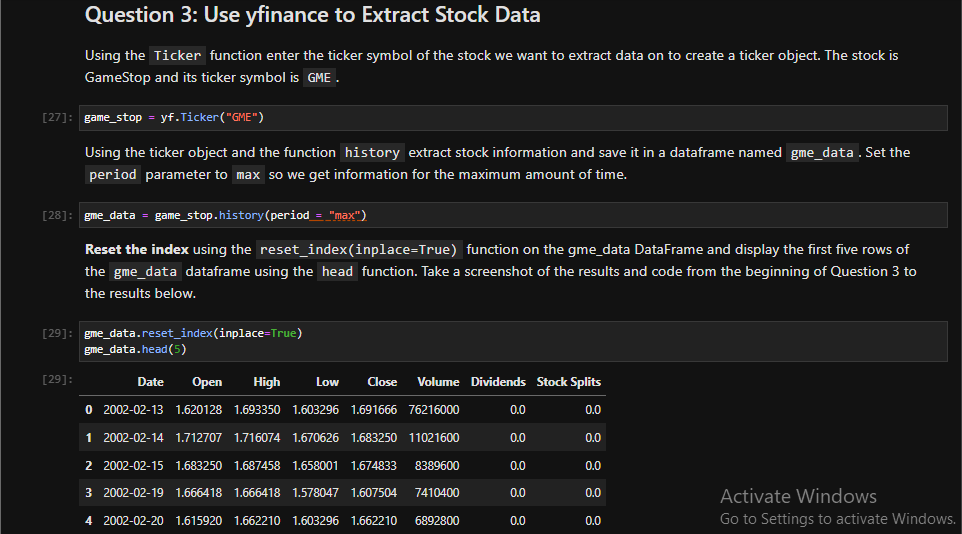 Question 3: Use yfinance to Extract Stock Data
Using the Ticker function enter the ticker symbol of the stock we want to extract data on to create a ticker object. The stock is
GameStop and its ticker symbol is GME.
[27]: game_stop = yf.Ticker("GME")
Using the ticker object and the function history extract stock information and save it in a dataframe named gme_data. Set the
period parameter to max so we get information for the maximum amount of time.
[28]: gme_data = game_stop.history(period = "max")
Reset the index using the reset_index(inplace=True) function on the gme_data DataFrame and display the first five rows of
the gme_data dataframe using the head function. Take a screenshot of the results and code from the beginning of Question 3 to
the results below.
[29]: gme_data.reset_index(inplace=True)
gme_data.head(5)
[29]: Date Open High Low Close Volume Dividends Stock Splits
0 2002-02-13 1.620128 1.693350 1.603296 1.691666 76216000 0.0 0.0
1 2002-02-14 1.712707 1.716074 1.670626 1.683250 11021600 0.0 0.0
2 2002-02-15 1.683250 1.687458 1.658001 1.674833 8389600 0.0 0.0
3 2002-02-19 1.666418 1.666418 1.578047 1.607504 7410400 0.0 0.0
4 2002-02-20 1.615920 1.662210 1.603296 1.662210 6892800 0.0 0.0
Activate Windows
Go to Settings to activate Windows.